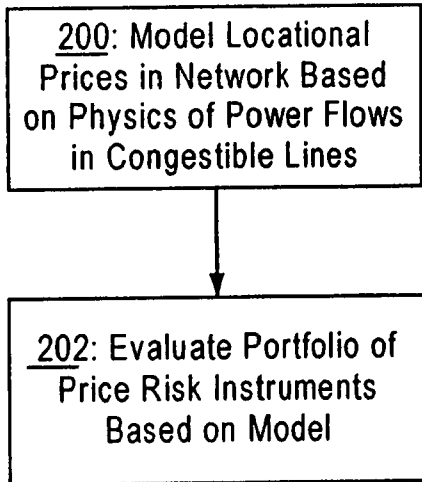 200: Model Locational
Prices in Network Based
on Physics of Power Flows
in Congestible Lines
202: Evaluate Portfolio of
Price Risk Instruments
Based on Model